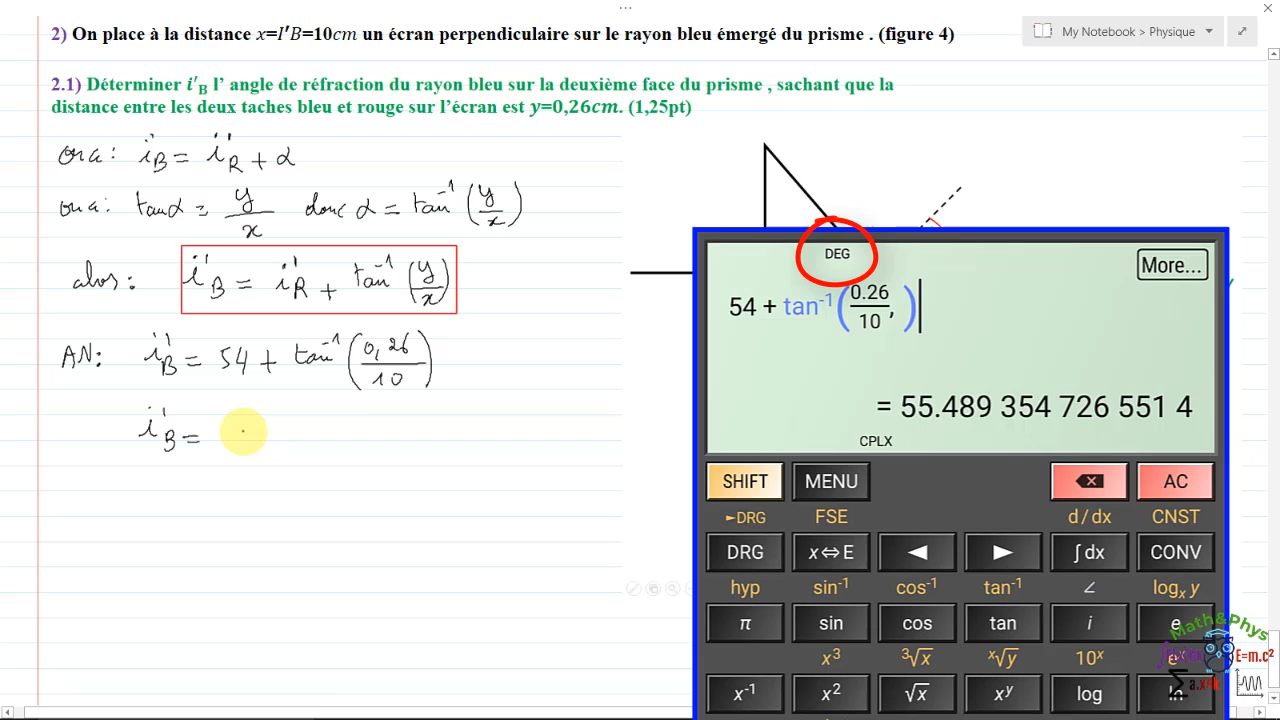 My Notebook > Physique
2) On place à la distance x=I'B=10cm un écran perpendiculaire sur le rayon bleu émergé du prisme . (figure 4)
2.1) Déterminer i'B l' angle de réfraction du rayon bleu sur la deuxième face du prisme , sachant que la
distance entre les deux taches bleu et rouge sur l'écran est y=0,26cm. (1,25pt)
on a: i'B = i'R + α
on a: tanα = y/x donc α = tan⁻¹(y/x)
alors: i'B = i'R + tan⁻¹(y/x)
AN: i'B = 54 + tan⁻¹(0,26/10)
i'B =
DEG
More...
54 + tan⁻¹(0.26/10, )
= 55.489 354 726 551 4
CPLX
SHIFT MENU AC
►DRG FSE d / dx CNST
DRG x⇔E ◄ ► ∫dx CONV
hyp sin⁻¹ cos⁻¹ tan⁻¹ ∠ logₓ y
π sin cos tan i e
x³ ³√x ˣ√y 10ˣ eˣ
x⁻¹ x² √x xʸ log ln
Math&Phys
E=m.c²